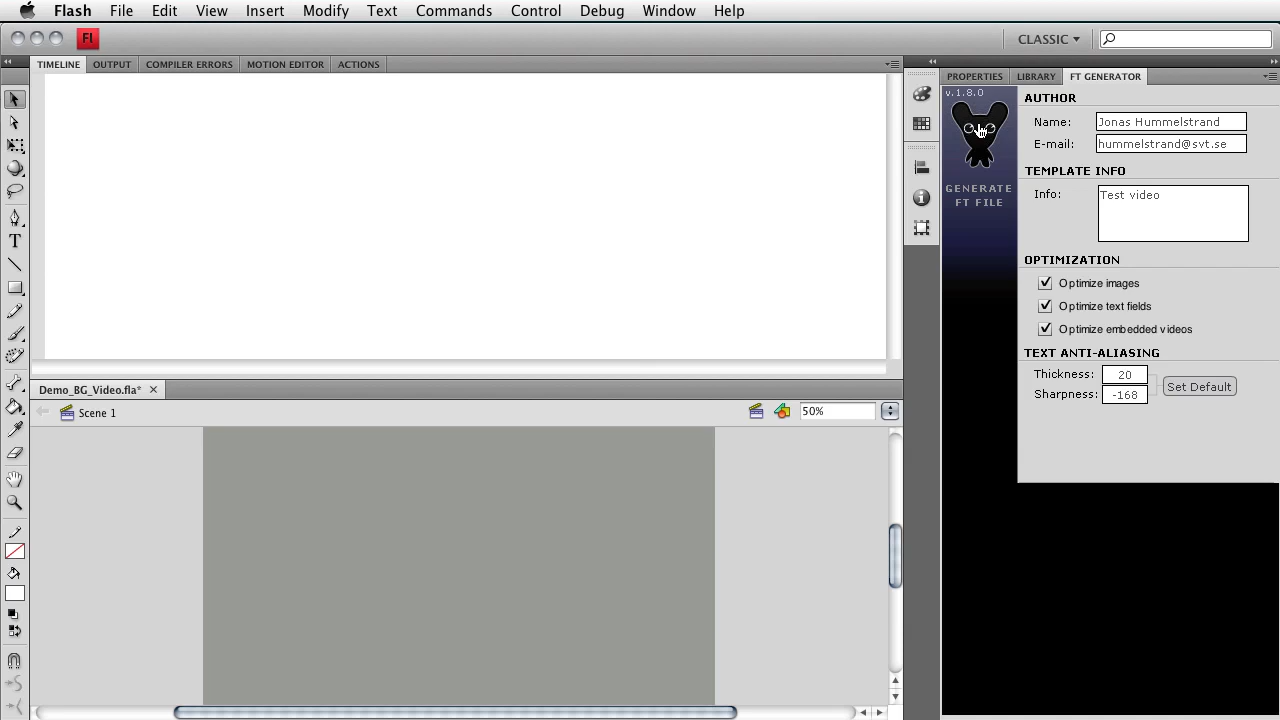 Flash File Edit View Insert Modify Text Commands Control Debug Window Help
Fl CLASSIC
TIMELINE OUTPUT COMPILER ERRORS MOTION EDITOR ACTIONS
PROPERTIES LIBRARY FT GENERATOR
v.1.8.0
GENERATE
FT FILE
AUTHOR
Name: Jonas Hummelstrand
E-mail: hummelstrand@svt.se
TEMPLATE INFO
Info: Test video
OPTIMIZATION
Optimize images
Optimize text fields
Optimize embedded videos
TEXT ANTI-ALIASING
Thickness: 20
Sharpness: -168
Set Default
Demo_BG_Video.fla*
Scene 1
50%